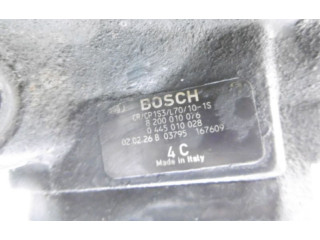 BOSCH
CR/CP1S3/L70/10-1S
8 200 010 076
0 445 010 028
02.02.26 B 03795 167609
4 C
Made in Italy